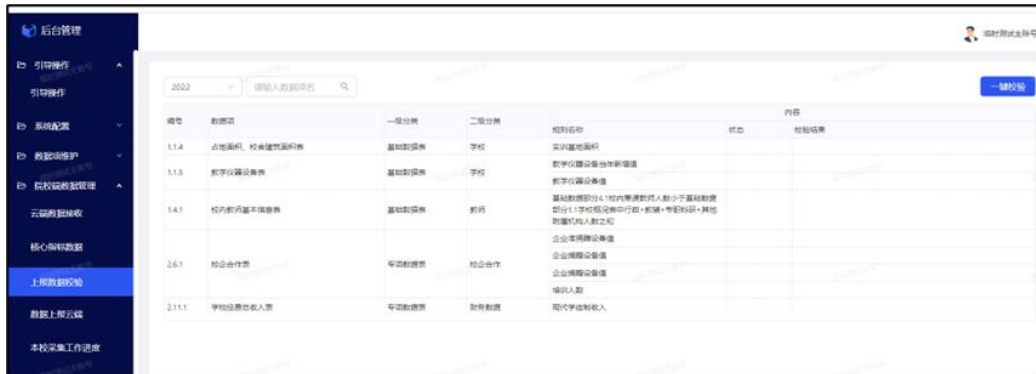 后台管理
临时测试主账号
引导操作
引导操作
系统配置
数据项维护
院校端数据管理
云端数据接收
核心指标数据
上报数据校验
数据上报云端
本校采集工作进度
2022
请输入数据项名
一键校验
编号 数据项 一级分类 二级分类 内容
规则名称 状态 检验结果
1.1.4 占地面积、校舍建筑面积表 基础数据表 学校 实训基地面积
1.1.3 教学仪器设备表 基础数据表 学校 教学仪器设备当年新增值
教学仪器设备值
1.4.1 校内教师基本信息表 基础数据表 教师 基础数据部分4.1校内兼课教师人数小于基础数据
部分1.1学校概况表中行政+教辅+专职科研+其他
附属机构人数之和
2.6.1 校企合作表 专项数据表 校企合作 企业准捐赠设备值
企业捐赠设备值
企业捐赠设备值
培训人数
2.11.1 学校经费总收入表 专项数据表 财务数据 现代学徒制收入